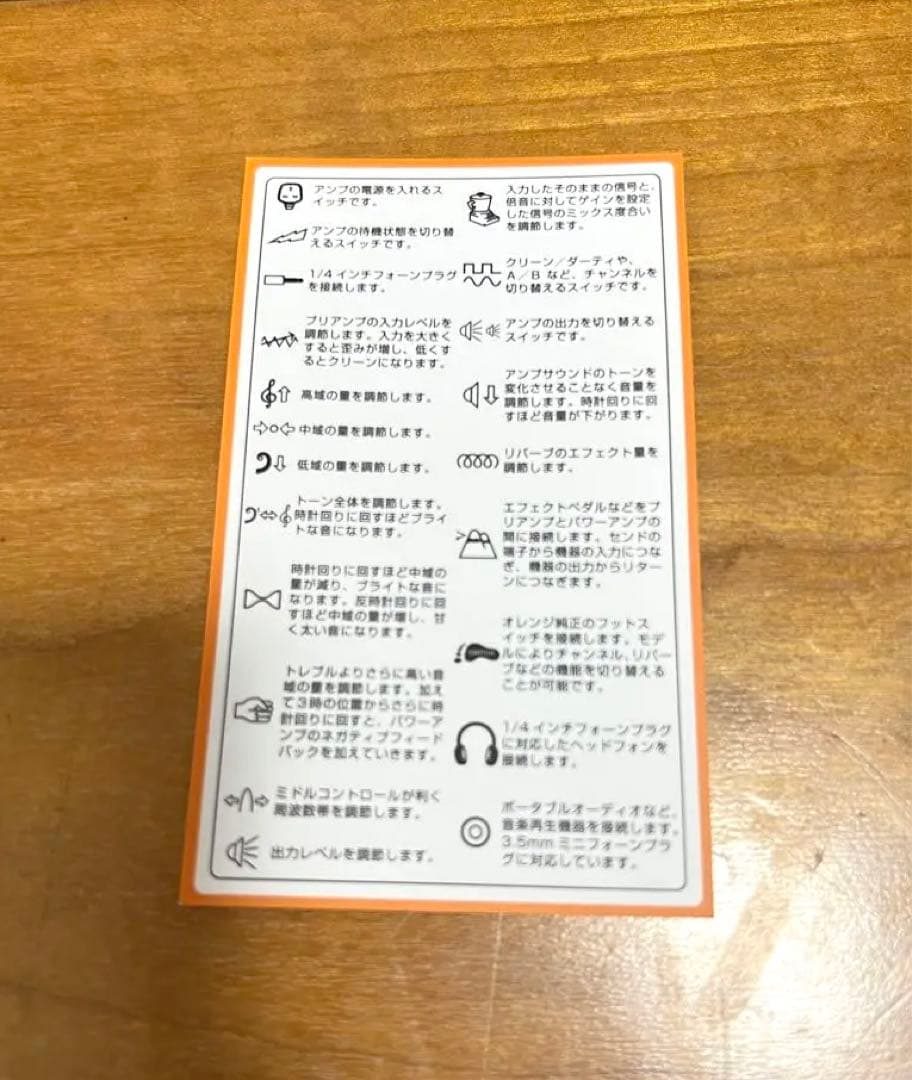 アンプの電源を入れるス
イッチです。
アンプの待機状態を切り替
えるスイッチです。
1/4 インチフォーンプラグ
を接続します。
プリアンプの入力レベルを
調節します。入力を大きく
すると歪みが増し、低くす
るとクリーンになります。
高域の量を調節します。
中域の量を調節します。
低域の量を調節します。
トーン全体を調節します。
時計回りに回すほどブライ
トな音になります。
時計回りに回すほど中域の
量が減り、ブライトな音に
なります。反時計回りに回
すほど中域の量が増し、甘
く太い音になります。
トレブルよりさらに高い音
域の量を調節します。加え
て3時の位置からさらに時
計回りに回すと、パワーア
ンプのネガティブフィード
バックを加えていきます。
ミドルコントロールが利く
周波数帯を調節します。
出力レベルを調節します。
入力したそのままの信号と、
倍音に対してゲインを設定
した信号のミックス度合い
を調節します。
クリーン/ダーティや、
A/B など、チャンネルを
切り替えるスイッチです。
アンプの出力を切り替える
スイッチです。
アンプサウンドのトーンを
変化させることなく音量を
調節します。時計回りに回
すほど音量が下がります。
リバーブのエフェクト量を
調節します。
エフェクトペダルなどをプ
リアンプとパワーアンプの
間に接続します。センドの
端子から機器の入力につな
ぎ、機器の出力からリター
ンにつなぎます。
オレンジ純正のフットス
イッチを接続します。モデ
ルによりチャンネル、リバー
ブなどの機能を切り替える
ことが可能です。
1/4 インチフォーンプラグ
に対応したヘッドフォンを
接続します。
ポータブルオーディオなど、
音楽再生機器を接続します。
3.5mm ミニフォーンプラ
グに対応しています。